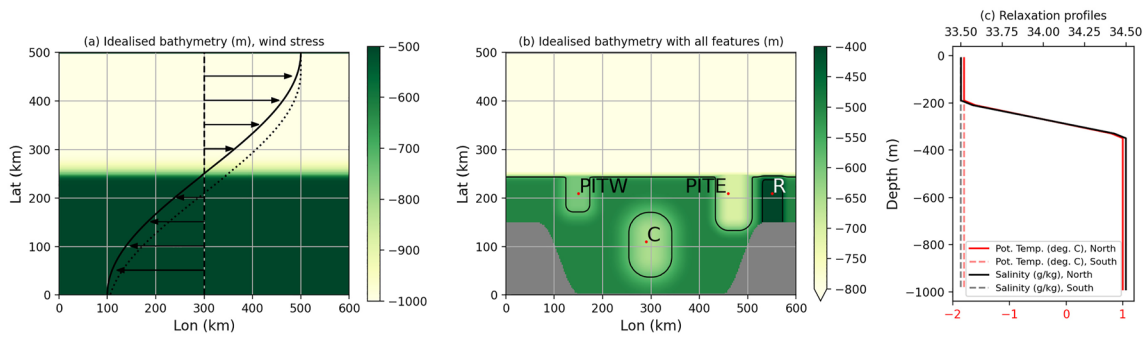 (a) Idealised bathymetry (m), wind stress
500
400
300
200
100
0
0 100 200 300 400 500 600
Lat (km)
Lon (km)
−500
−600
−700
−800
−900
−1000
(b) Idealised bathymetry with all features (m)
500
400
300
200
100
0
0 100 200 300 400 500 600
Lat (km)
Lon (km)
PITW
PITE
R
C
−400
−450
−500
−550
−600
−650
−700
−750
−800
(c) Relaxation profiles
33.50 33.75 34.00 34.25 34.50
0
−200
−400
−600
−800
−1000
Depth (m)
Pot. Temp. (deg. C), North
Pot. Temp. (deg. C), South
Salinity (g/kg), North
Salinity (g/kg), South
−2 −1 0 1